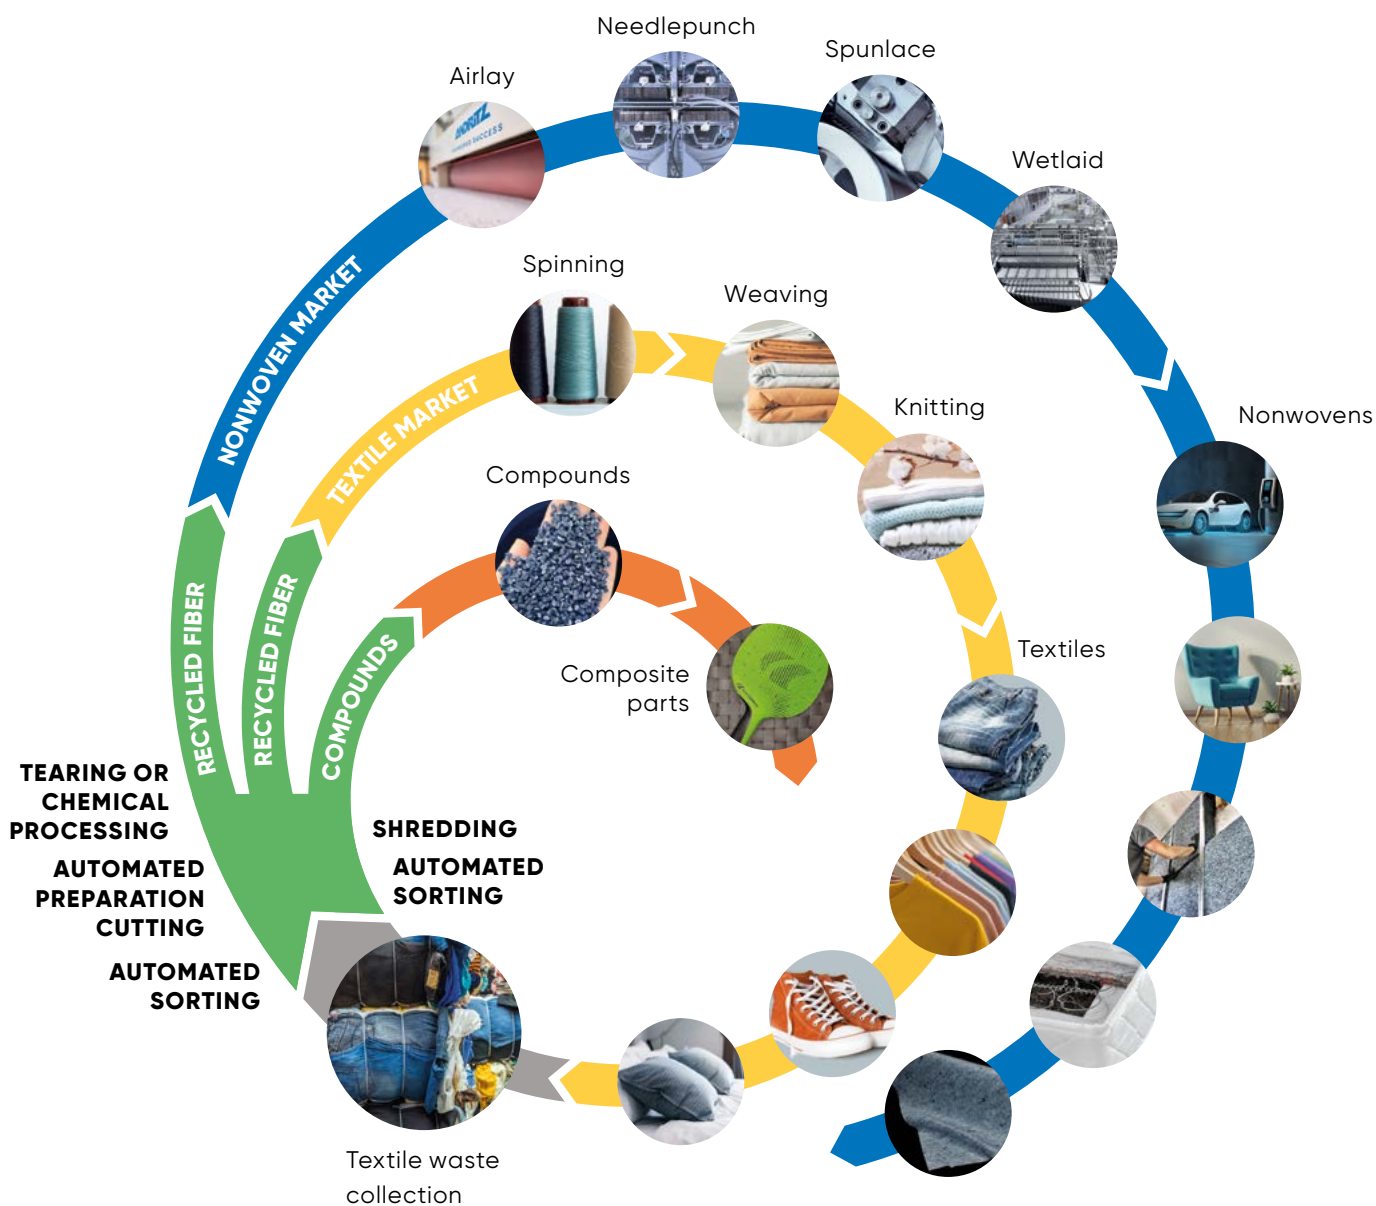 Needlepunch
Spunlace
Airlay
Wetlaid
Spinning
Weaving
NONWOVEN MARKET
TEXTILE MARKET
Knitting
Nonwovens
Compounds
RECYCLED FIBER
RECYCLED FIBER
COMPOUNDS
Composite
parts
Textiles
TEARING OR
CHEMICAL
PROCESSING
AUTOMATED
PREPARATION
CUTTING
AUTOMATED
SORTING
SHREDDING
AUTOMATED
SORTING
Textile waste
collection